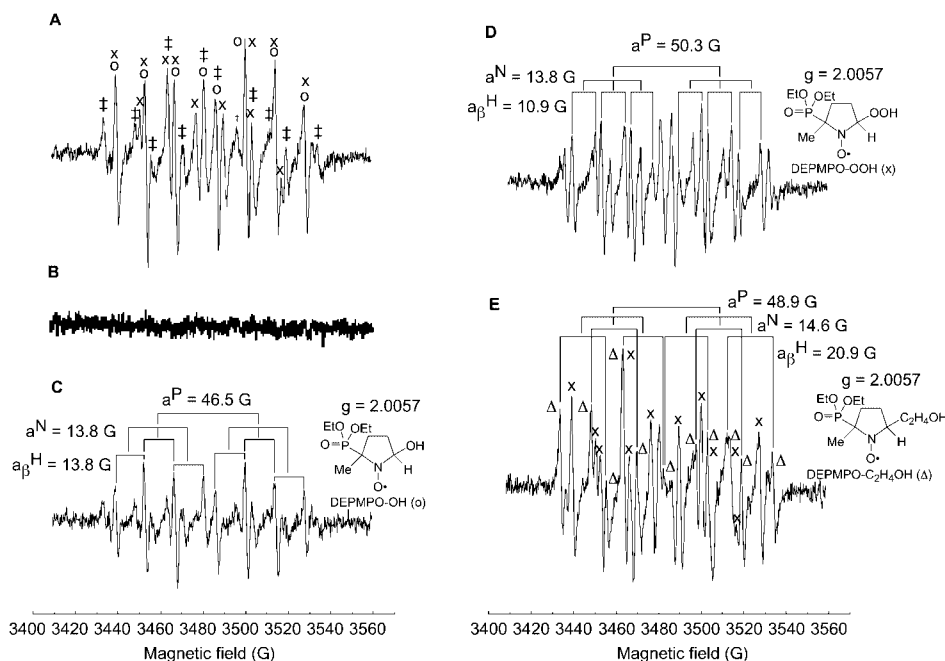 A
x o ‡ x o ‡ x x o ‡ x o ‡ x ‡ x o ‡ o ‡ o x † o x ‡ x ‡ x o x ‡ x o ‡
B
C
aᴾ = 46.5 G
aᴺ = 13.8 G
aᵦᴴ = 13.8 G
g = 2.0057
EtO OEt
O=P OH
Me N H
O•
DEPMPO-OH (o)
3400 3420 3440 3460 3480 3500 3520 3540 3560
Magnetic field (G)
D
aᴾ = 50.3 G
aᴺ = 13.8 G
aᵦᴴ = 10.9 G
g = 2.0057
EtO OEt
O=P OOH
Me N H
O•
DEPMPO-OOH (x)
E
aᴾ = 48.9 G
aᴺ = 14.6 G
aᵦᴴ = 20.9 G
Δ x Δ x x Δ Δ x x Δ x Δ x Δ x Δ x Δ x x Δ x Δ
g = 2.0057
EtO OEt
O=P C₂H₄OH
Me N H
O•
DEPMPO-C₂H₄OH (Δ)
3400 3420 3440 3460 3480 3500 3520 3540 3560
Magnetic field (G)